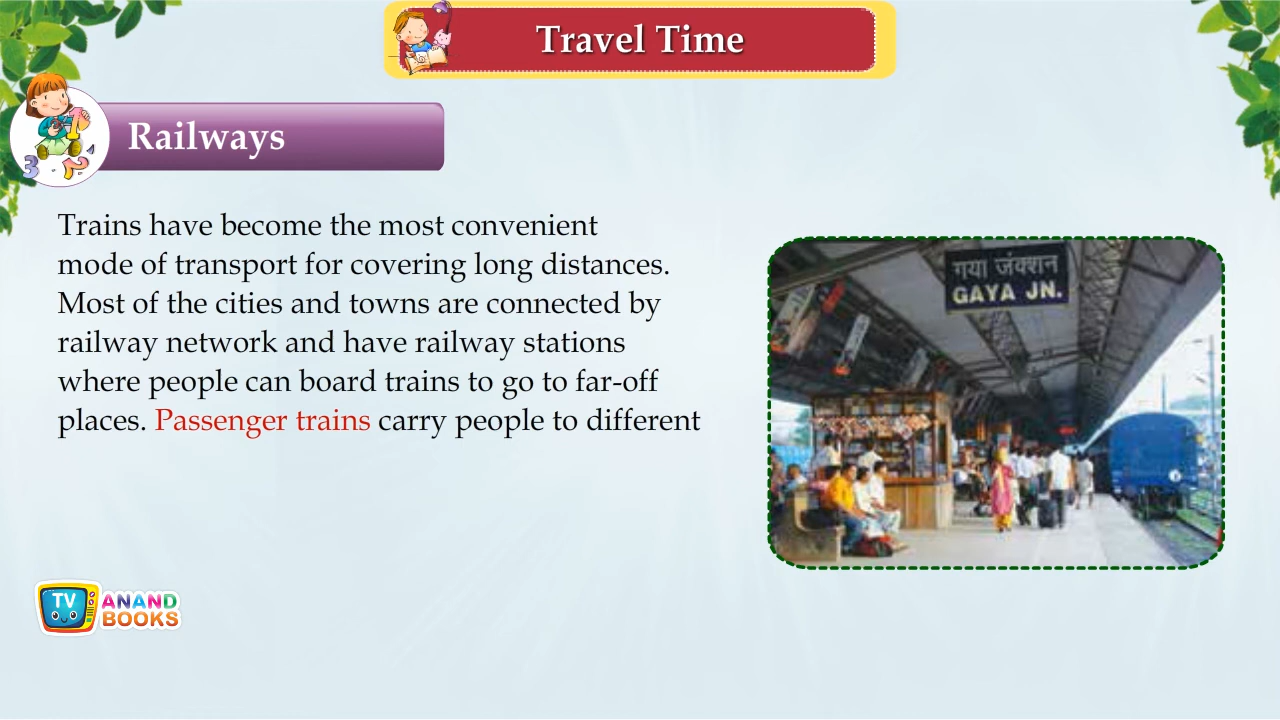 Travel Time
Railways
Trains have become the most convenient
mode of transport for covering long distances.
Most of the cities and towns are connected by
railway network and have railway stations
where people can board trains to go to far-off
places. Passenger trains carry people to different
गया जंक्शन
GAYA JN.
TV
ANAND
BOOKS